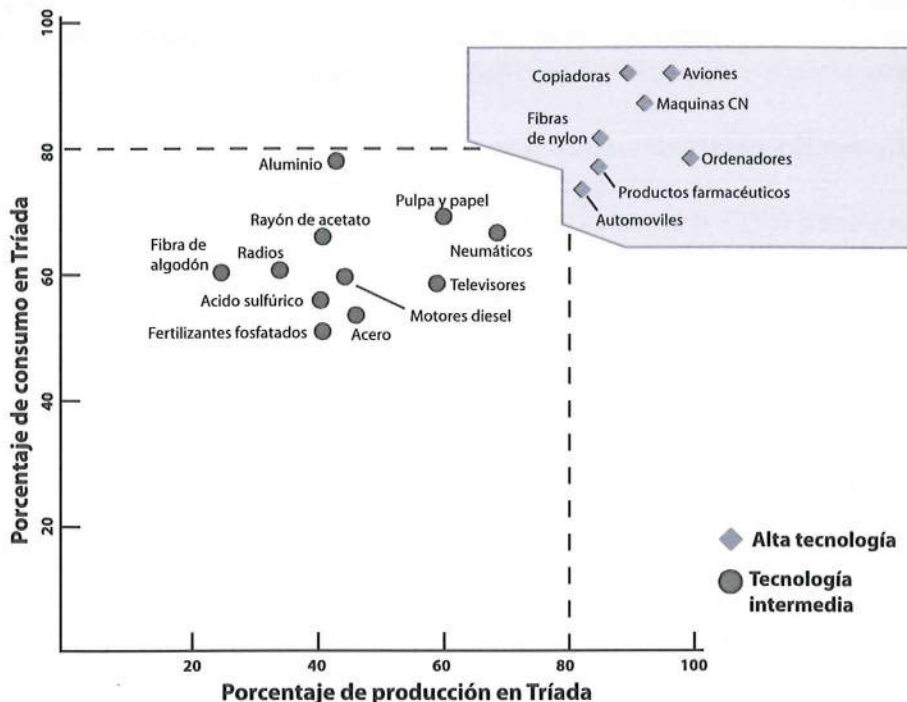 100
80
60
40
20
Porcentaje de consumo en Tríada
Copiadoras
Aviones
Maquinas CN
Fibras
de nylon
Ordenadores
Productos farmacéuticos
Automoviles
Aluminio
Pulpa y papel
Rayón de acetato
Neumáticos
Fibra de
algodón
Radios
Televisores
Acido sulfúrico
Motores diesel
Fertilizantes fosfatados
Acero
Alta tecnología
Tecnología
intermedia
20
40
60
80
100
Porcentaje de producción en Tríada